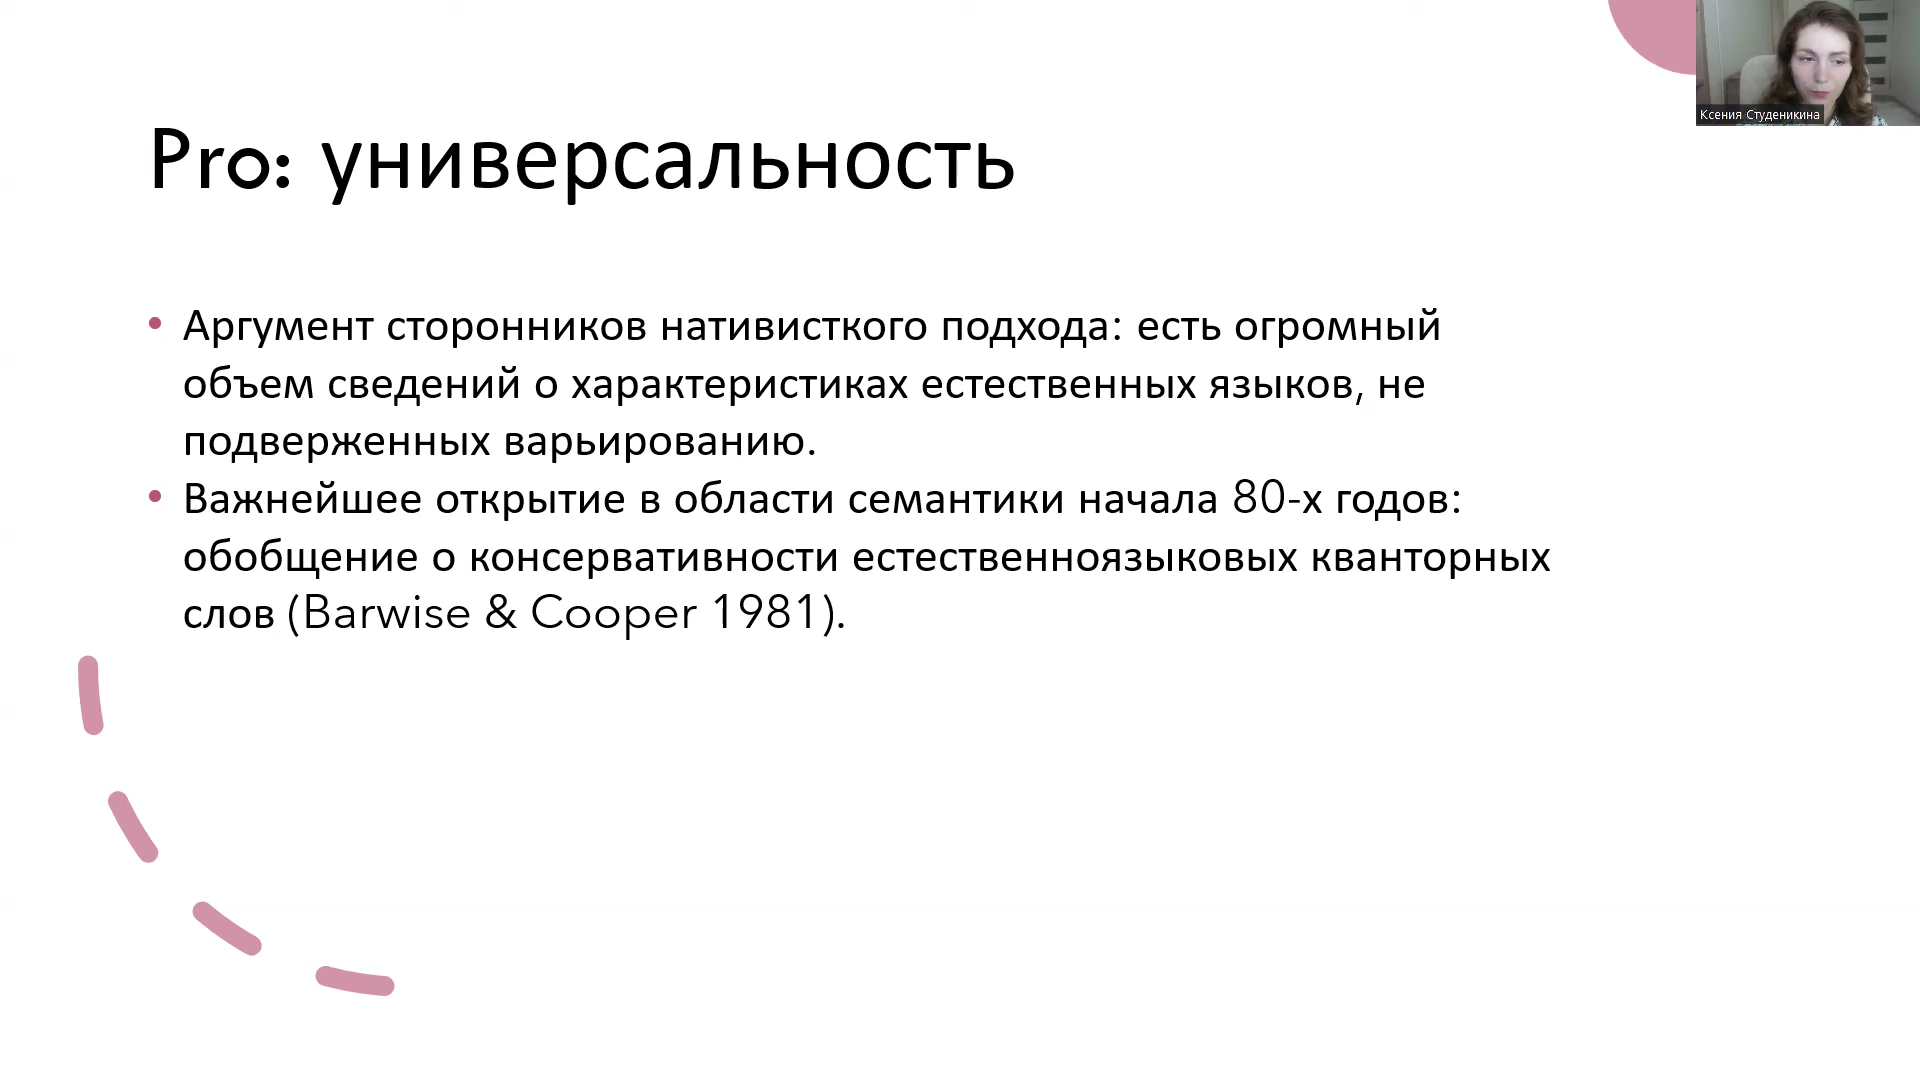 Ксения Студеникина
Pro: универсальность
• Аргумент сторонников нативисткого подхода: есть огромный
объем сведений о характеристиках естественных языков, не
подверженных варьированию.
• Важнейшее открытие в области семантики начала 80-х годов:
обобщение о консервативности естественноязыковых кванторных
слов (Barwise & Cooper 1981).